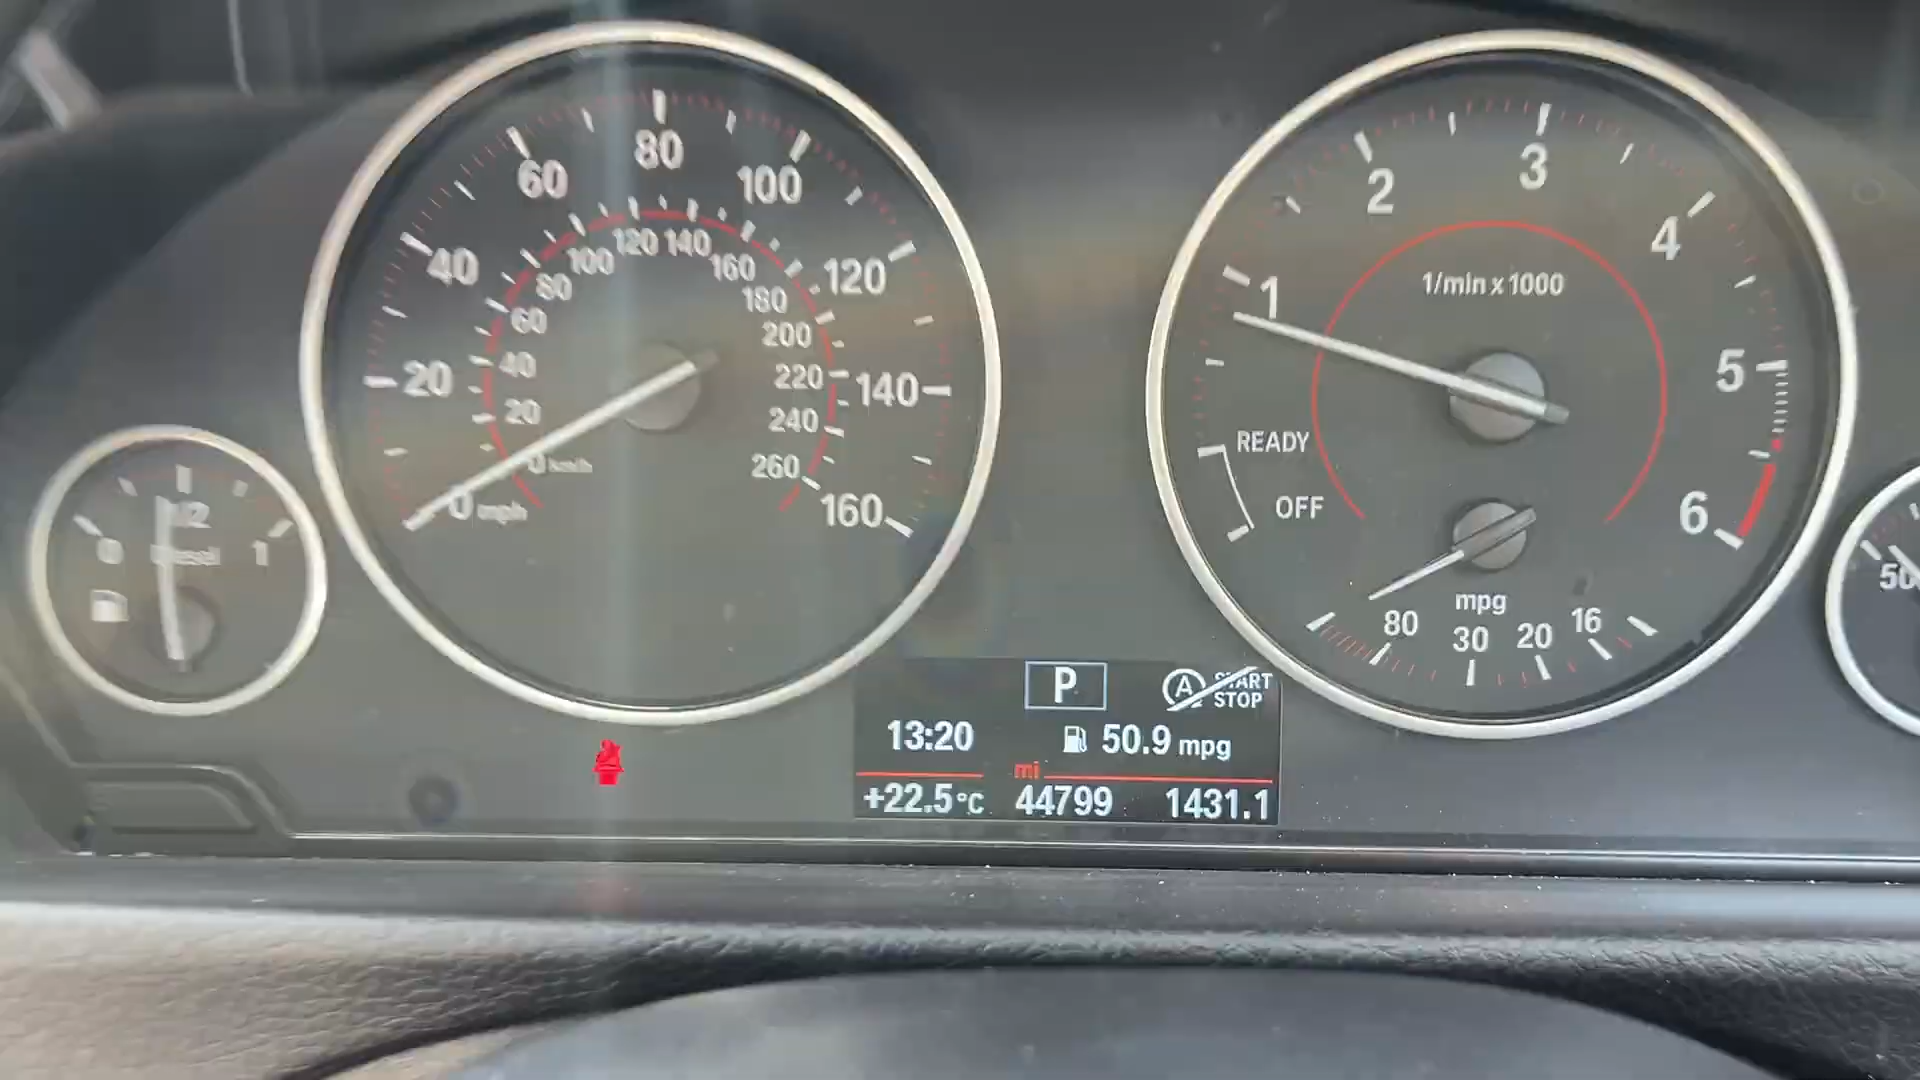 80
60
100
40
120
20
140
0 mph
160
120 140
100
160
80
180
60
200
40
220
20
240
0 km/h
260
1/2
0
Diesel
1
3
2
4
1
1/min x 1000
5
READY
OFF
6
mpg
80
30
20
16
50
P
A
START
STOP
13:20
50.9 mpg
mi
+22.5°C
44799
1431.1